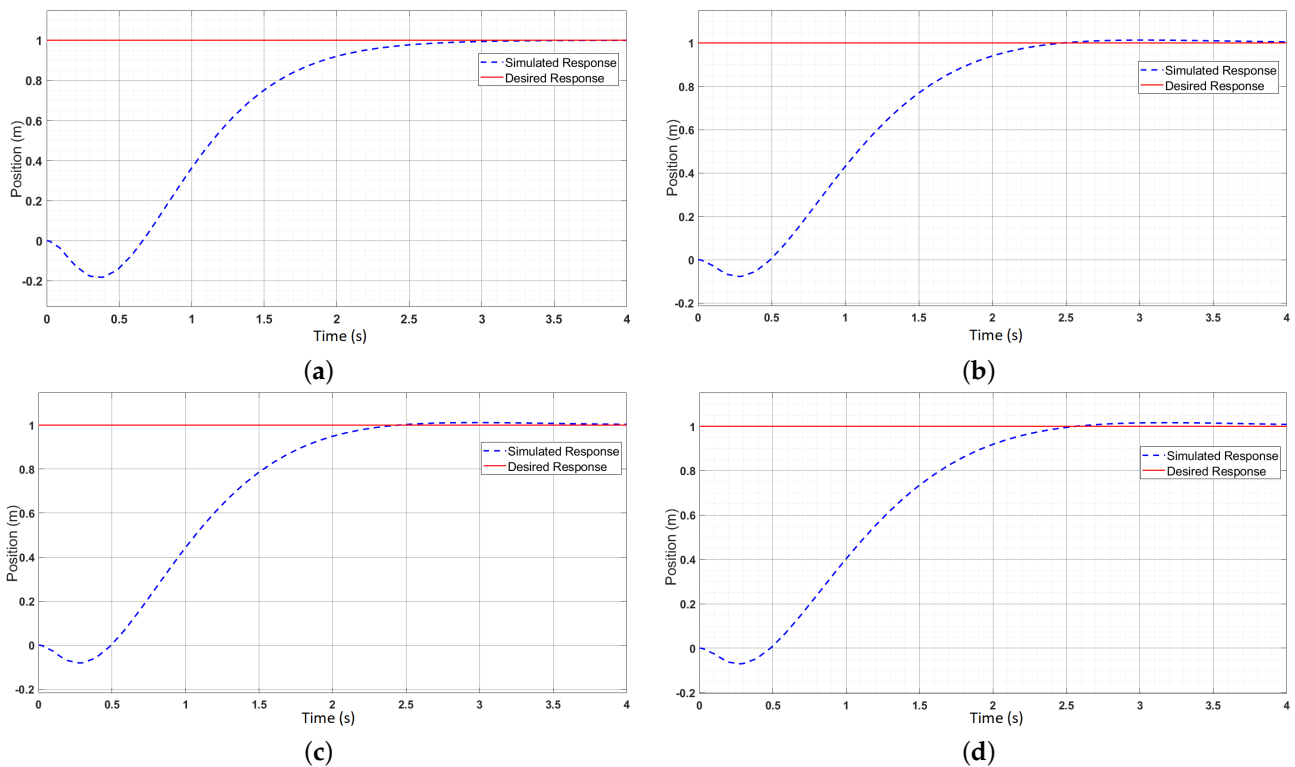 1
0.8
0.6
0.4
0.2
0
-0.2
Position (m)
Simulated Response
Desired Response
0 0.5 1 1.5 2 2.5 3 3.5 4
Time (s)
(a)
1
0.8
0.6
0.4
0.2
0
-0.2
Position (m)
Simulated Response
Desired Response
0 0.5 1 1.5 2 2.5 3 3.5 4
Time (s)
(b)
1
0.8
0.6
0.4
0.2
0
-0.2
Position (m)
Simulated Response
Desired Response
0 0.5 1 1.5 2 2.5 3 3.5 4
Time (s)
(c)
1
0.8
0.6
0.4
0.2
0
-0.2
Position (m)
Simulated Response
Desired Response
0 0.5 1 1.5 2 2.5 3 3.5 4
Time (s)
(d)